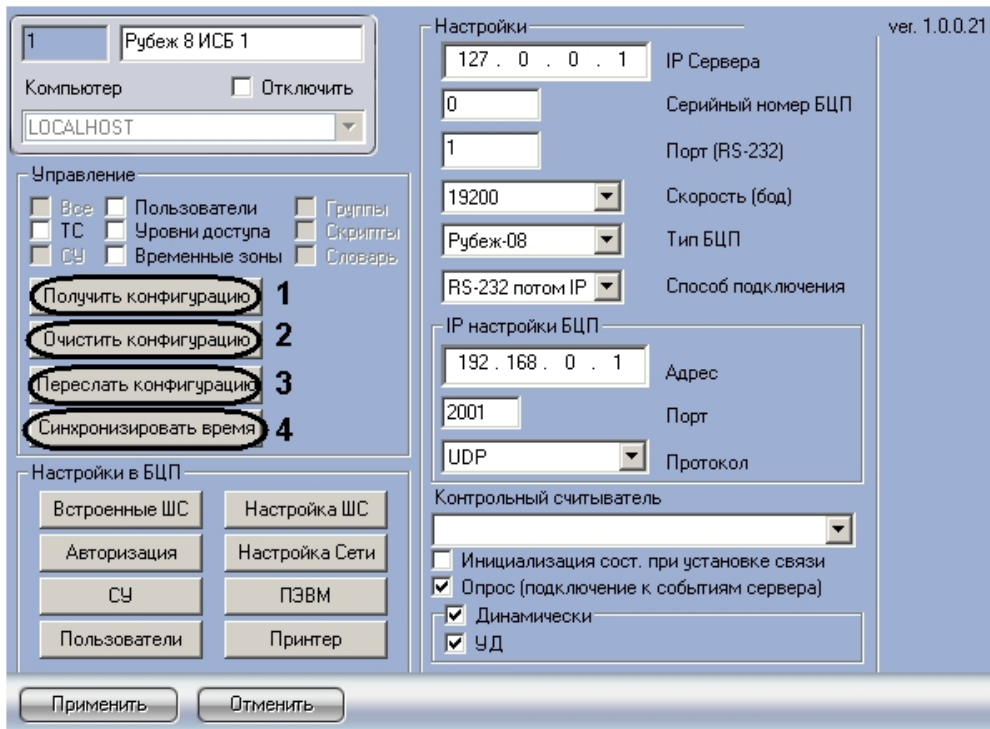 1 Рубеж 8 ИСБ 1
Компьютер Отключить
LOCALHOST
Управление
Все Пользователи Группы
ТС Уровни доступа Скрипты
СУ Временные зоны Словарь
Получить конфигурацию 1
Очистить конфигурацию 2
Переслать конфигурацию 3
Синхронизировать время 4
Настройки в БЦП
Встроенные ШС Настройка ШС
Авторизация Настройка Сети
СУ ПЭВМ
Пользователи Принтер
Настройки
127 . 0 . 0 . 1 IP Сервера
0 Серийный номер БЦП
1 Порт (RS-232)
19200 Скорость (бод)
Рубеж-08 Тип БЦП
RS-232 потом IP Способ подключения
IP настройки БЦП
192 . 168 . 0 . 1 Адрес
2001 Порт
UDP Протокол
Контрольный считыватель
Инициализация сост. при установке связи
Опрос (подключение к событиям сервера)
Динамически
УД
ver. 1.0.0.21
Применить Отменить